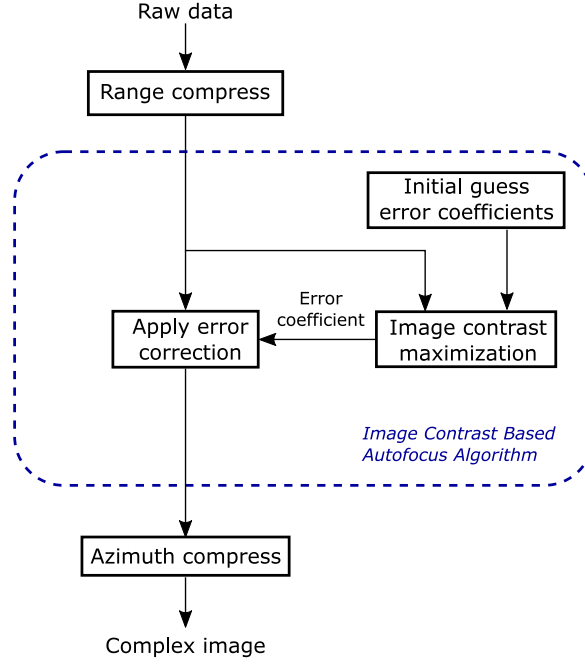 Raw data
Range compress
Initial guess
error coefficients
Error
coefficient
Apply error
correction
Image contrast
maximization
Image Contrast Based
Autofocus Algorithm
Azimuth compress
Complex image